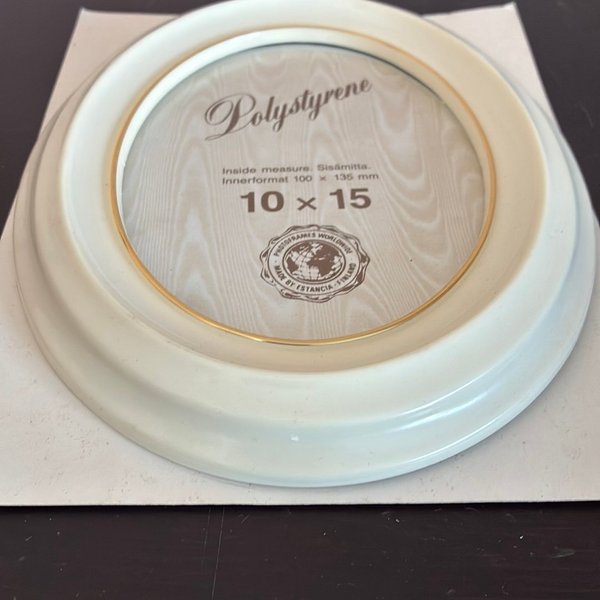 Polystyrene
Inside measure. Sisämitta.
Innerformat 100 x 135 mm
10 x 15
PHOTOFRAMES WORLDWIDE
MADE BY ESTANCIA · FINLAND